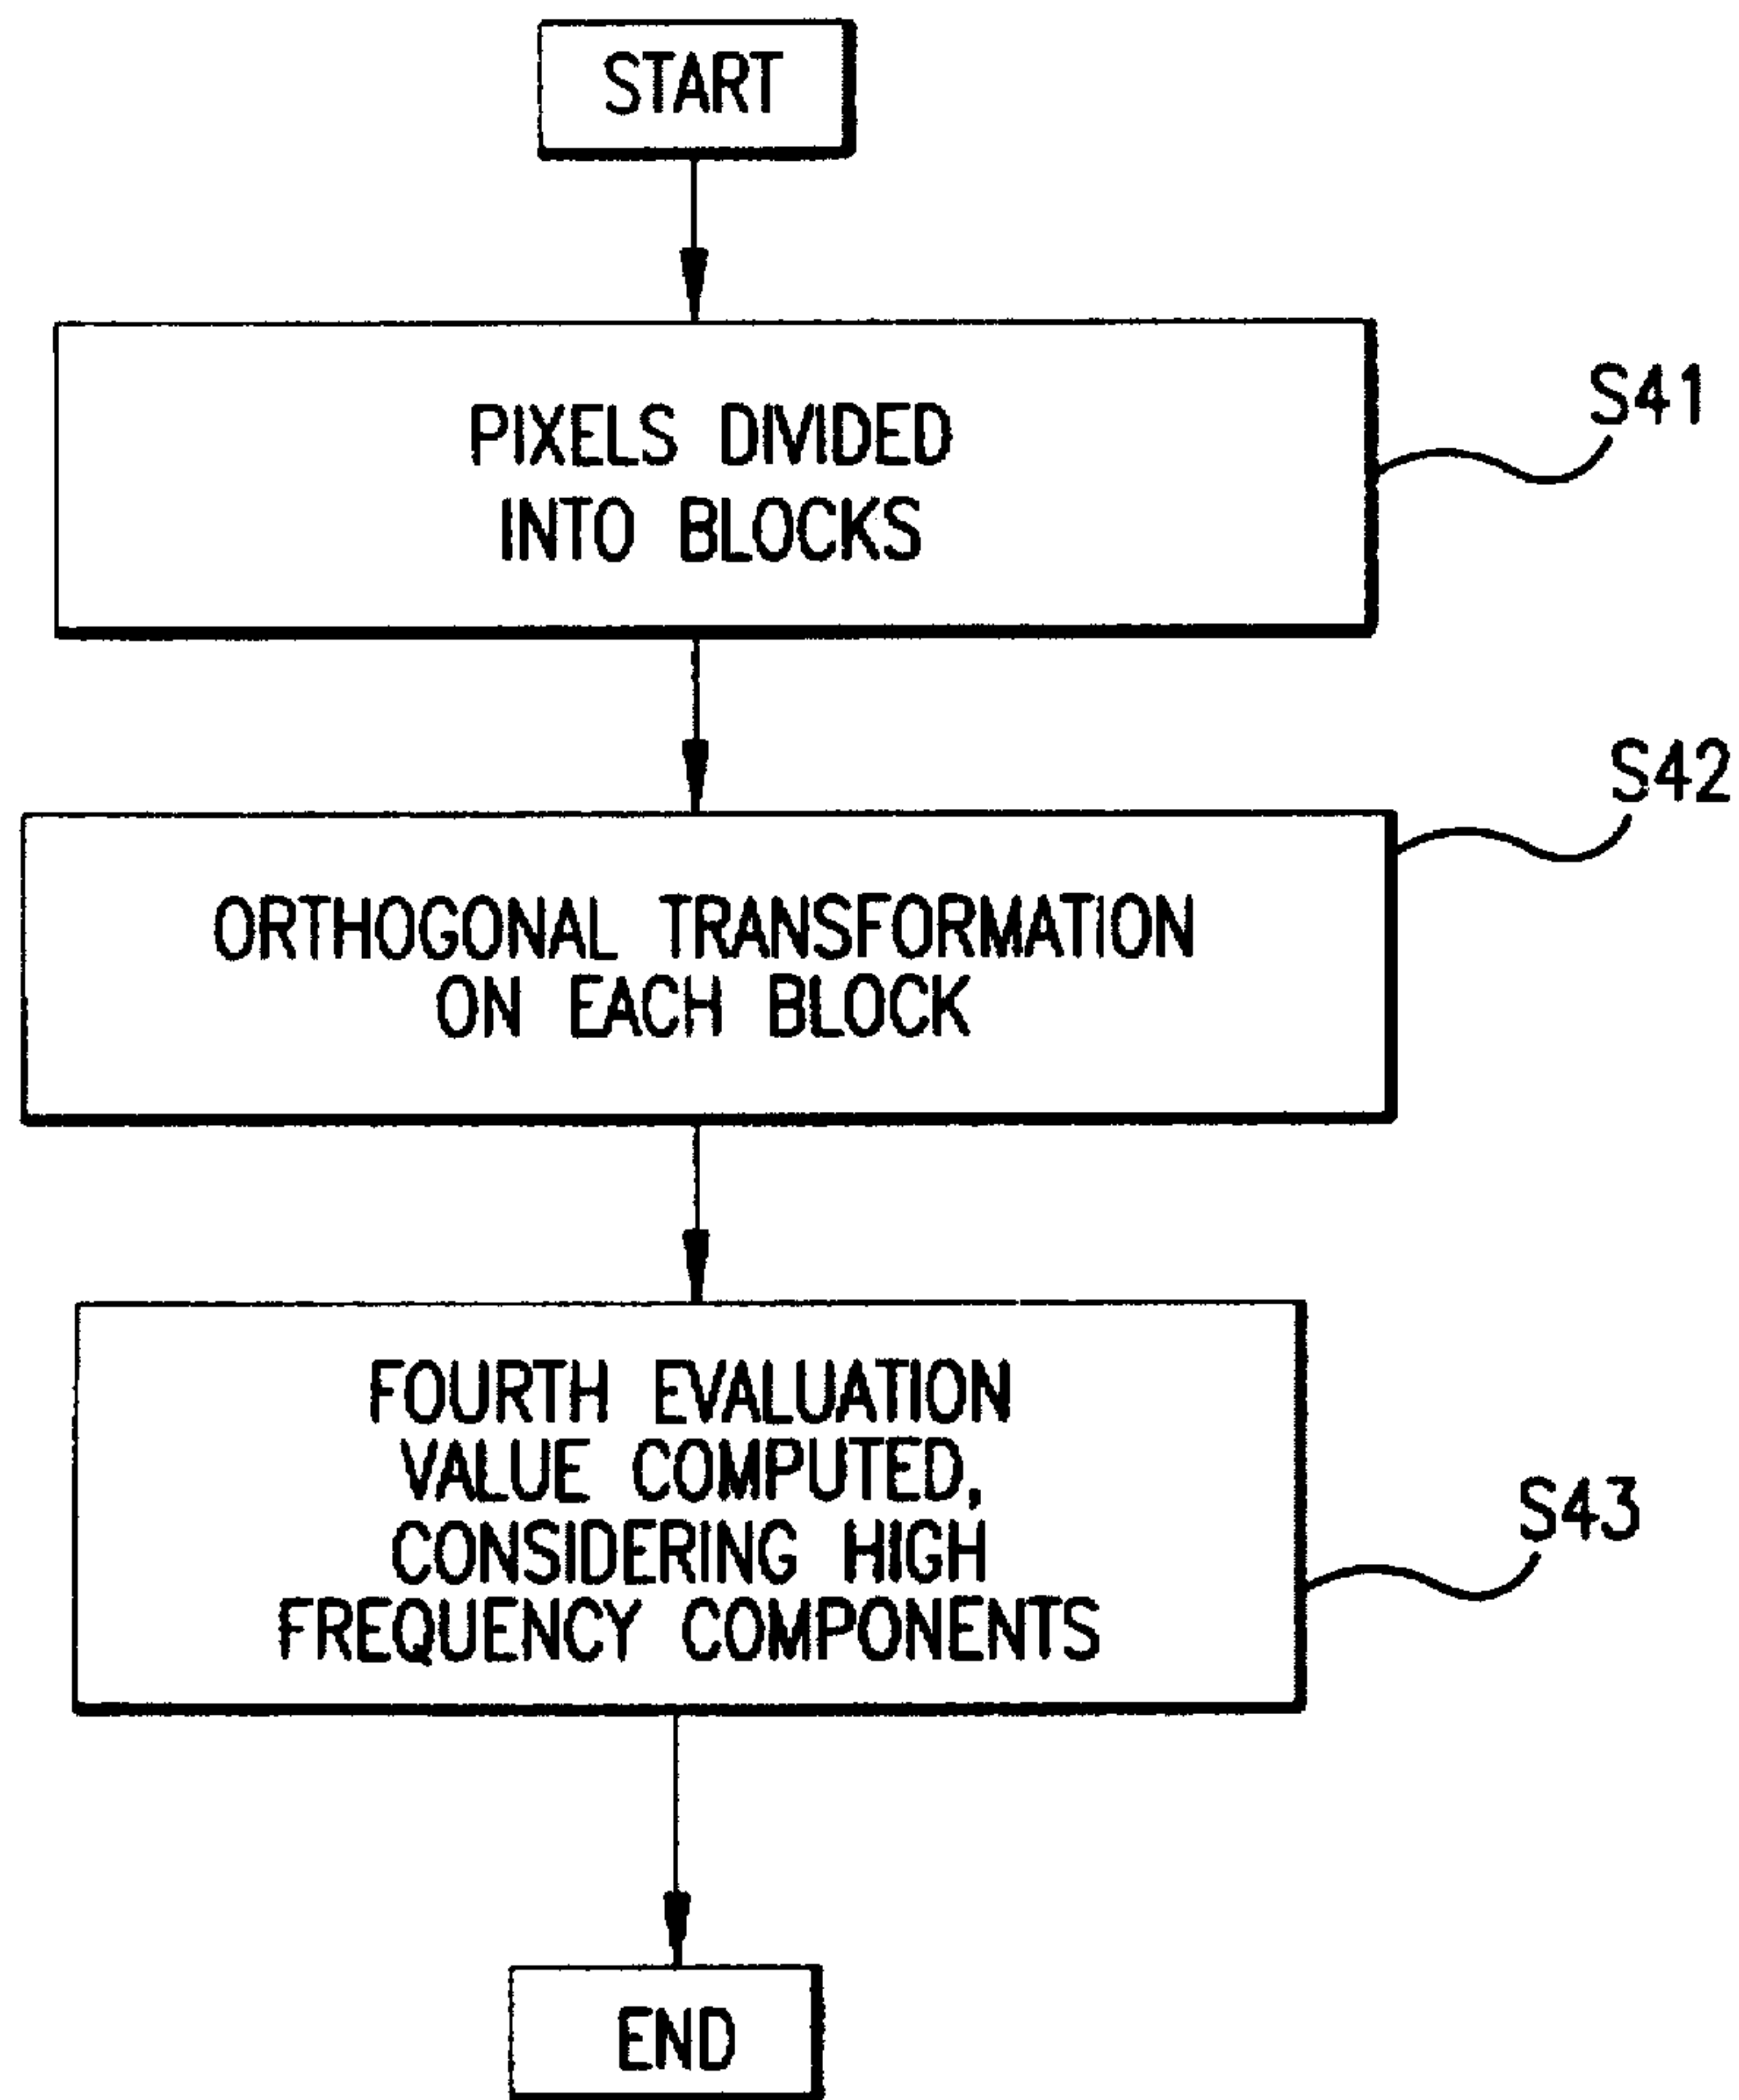 START
PIXELS DIVIDED
INTO BLOCKS
S41
S42
ORTHOGONAL TRANSFORMATION
ON EACH BLOCK
FOURTH EVALUATION
VALUE COMPUTED,
CONSIDERING HIGH
FREQUENCY COMPONENTS
S43
END